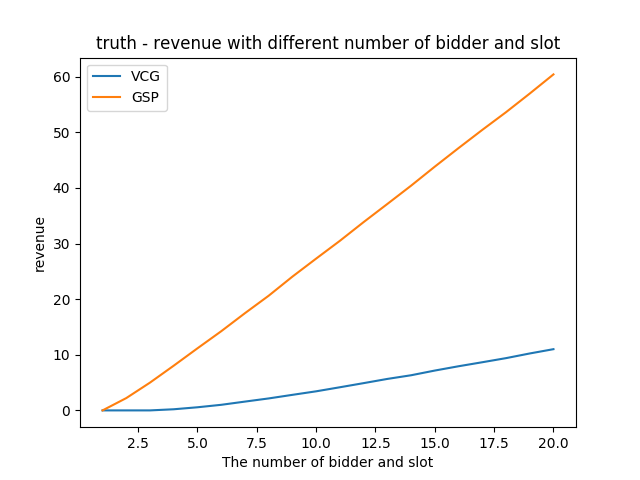 truth - revenue with different number of bidder and slot
VCG
GSP
60
50
40
30
20
10
0
revenue
2.5 5.0 7.5 10.0 12.5 15.0 17.5 20.0
The number of bidder and slot